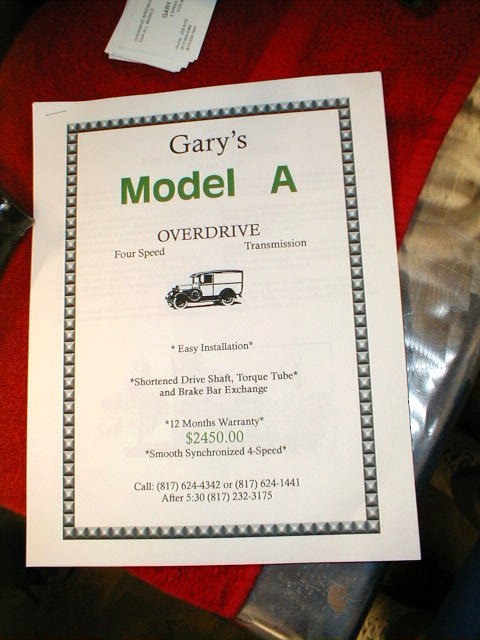 GARY
Gary's
Model A
OVERDRIVE
Four Speed Transmission
* Easy Installation*
*Shortened Drive Shaft, Torque Tube*
and Brake Bar Exchange
*12 Months Warranty*
$2450.00
*Smooth Synchronized 4-Speed*
Call: (817) 624-4342 or (817) 624-1441
After 5:30 (817) 232-3175